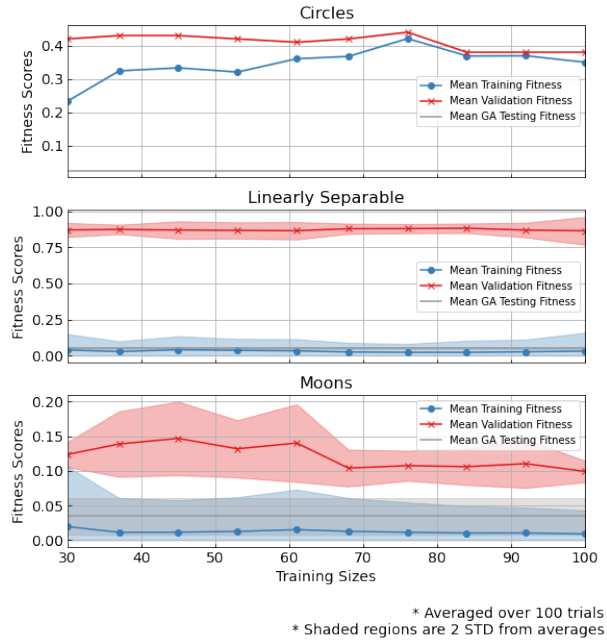 Circles
Fitness Scores
0.4
0.3
0.2
0.1
Mean Training Fitness
Mean Validation Fitness
Mean GA Testing Fitness
Linearly Separable
Fitness Scores
1.00
0.75
0.50
0.25
0.00
Mean Training Fitness
Mean Validation Fitness
Mean GA Testing Fitness
Moons
Fitness Scores
0.20
0.15
0.10
0.05
0.00
Mean Training Fitness
Mean Validation Fitness
Mean GA Testing Fitness
30 40 50 60 70 80 90 100
Training Sizes
* Averaged over 100 trials
* Shaded regions are 2 STD from averages